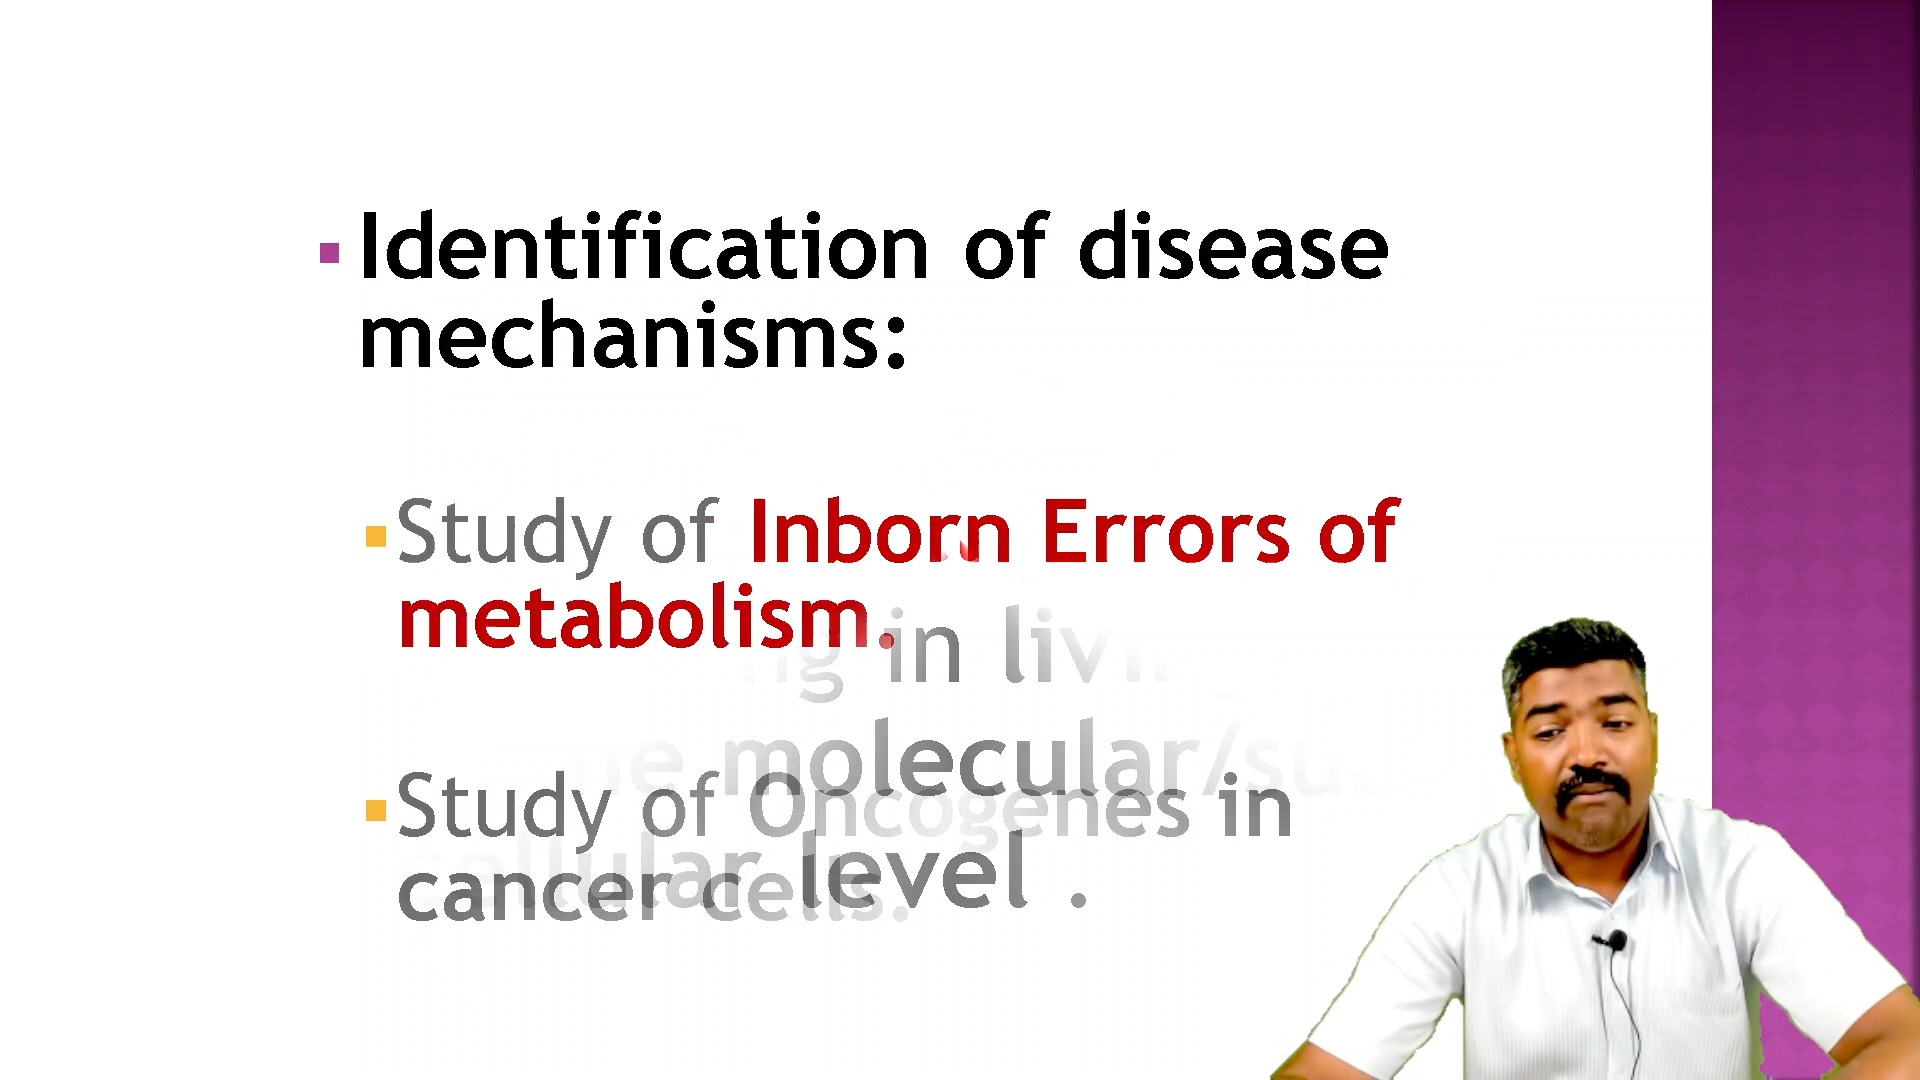 Identification of disease
mechanisms:
Study of Inborn Errors of
metabolism.
in
molecular/
Study of Oncogenes in
cancer cells.
cellular level .